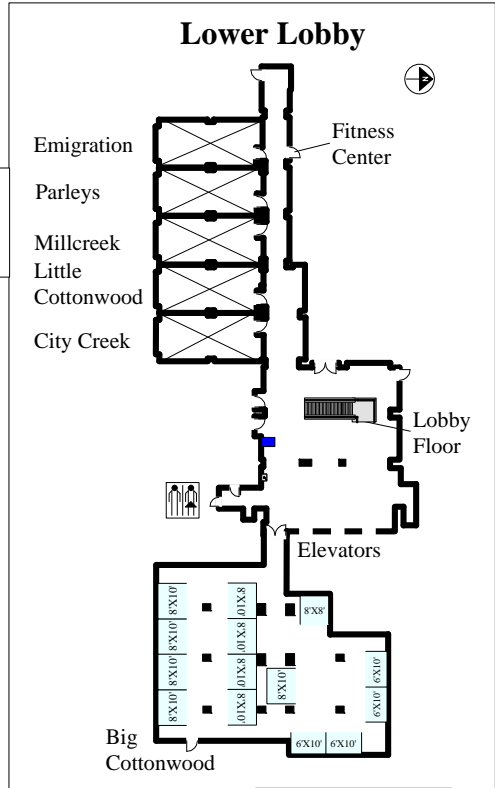 Lower Lobby
N
Emigration
Fitness
Center
Parleys
Millcreek
Little
Cottonwood
City Creek
Lobby
Floor
Elevators
8'X10'
8'X10'
8'X8'
8'X10'
8'X10'
8'X10'
8'X10'
8'X10'
6'X10'
8'X10'
8'X10'
6'X10'
6'X10'
6'X10'
Big
Cottonwood